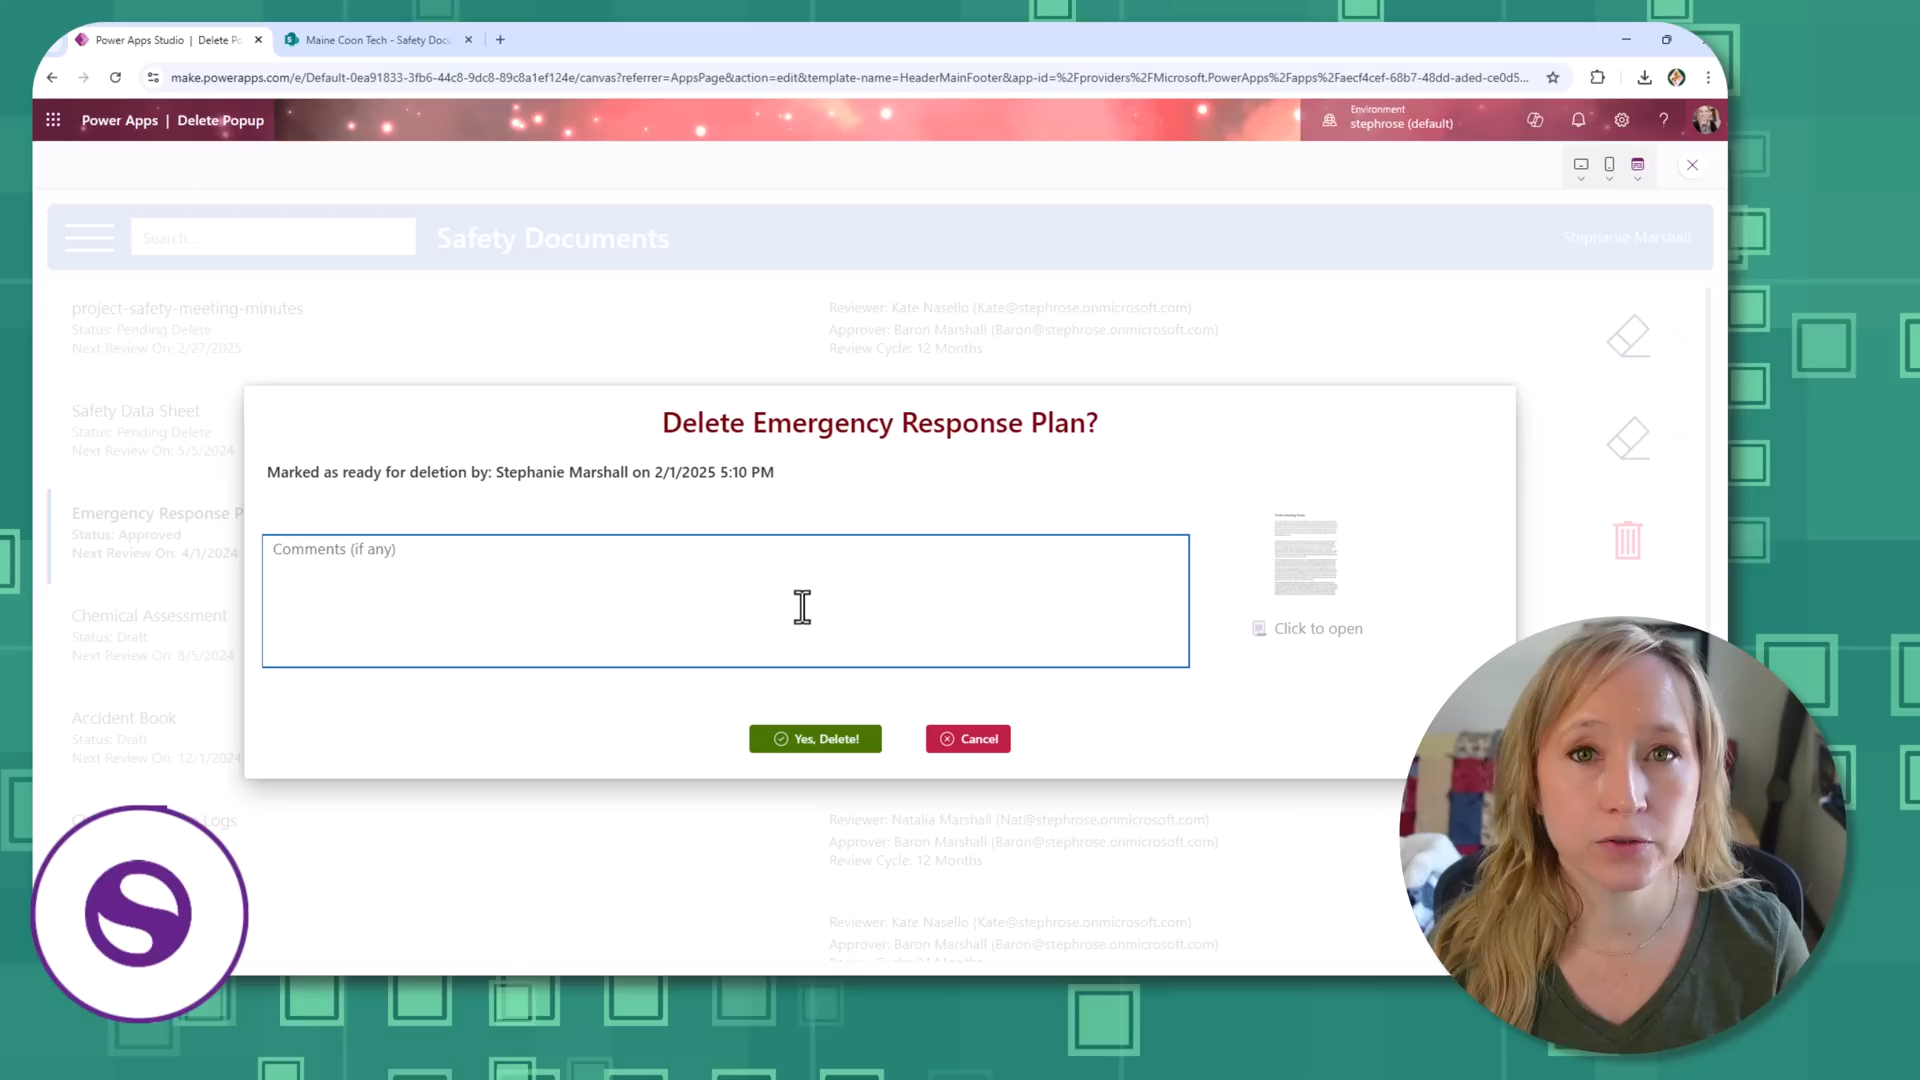 Power Apps Studio | Delete Po
Maine Coon Tech - Safety Docu
make.powerapps.com/e/Default-0ea91833-3fb6-44c8-9dc8-89c8a1ef124e/canvas?referrer=AppsPage&action=edit&template-name=HeaderMainFooter&app-id=%2Fproviders%2FMicrosoft.PowerApps%2Fapps%2Faecf4cef-68b7-48dd-aded-ce0d5...
Power Apps | Delete Popup
Environment
stephrose (default)
Search...
Safety Documents
Stephanie Marshall
project-safety-meeting-minutes
Status: Pending Delete
Next Review On: 2/27/2025
Reviewer: Kate Nasello (Kate@stephrose.onmicrosoft.com)
Approver: Baron Marshall (Baron@stephrose.onmicrosoft.com)
Review Cycle: 12 Months
Safety Data Sheet
Status: Pending Delete
Next Review On: 5/5/2024
Delete Emergency Response Plan?
Marked as ready for deletion by: Stephanie Marshall on 2/1/2025 5:10 PM
Emergency Response P
Status: Approved
Next Review On: 4/1/2024
Comments (if any)
Click to open
Chemical Assessment
Status: Draft
Next Review On: 8/5/2024
Accident Book
Status: Draft
Next Review On: 12/1/2024
Yes, Delete!
Cancel
Logs
Reviewer: Natalia Marshall (Nat@stephrose.onmicrosoft.com)
Approver: Baron Marshall (Baron@stephrose.onmicrosoft.com)
Review Cycle: 12 Months
Reviewer: Kate Nasello (Kate@stephrose.onmicrosoft.com)
Approver: Baron Marshall (Baron@stephrose.onmicrosoft.com)